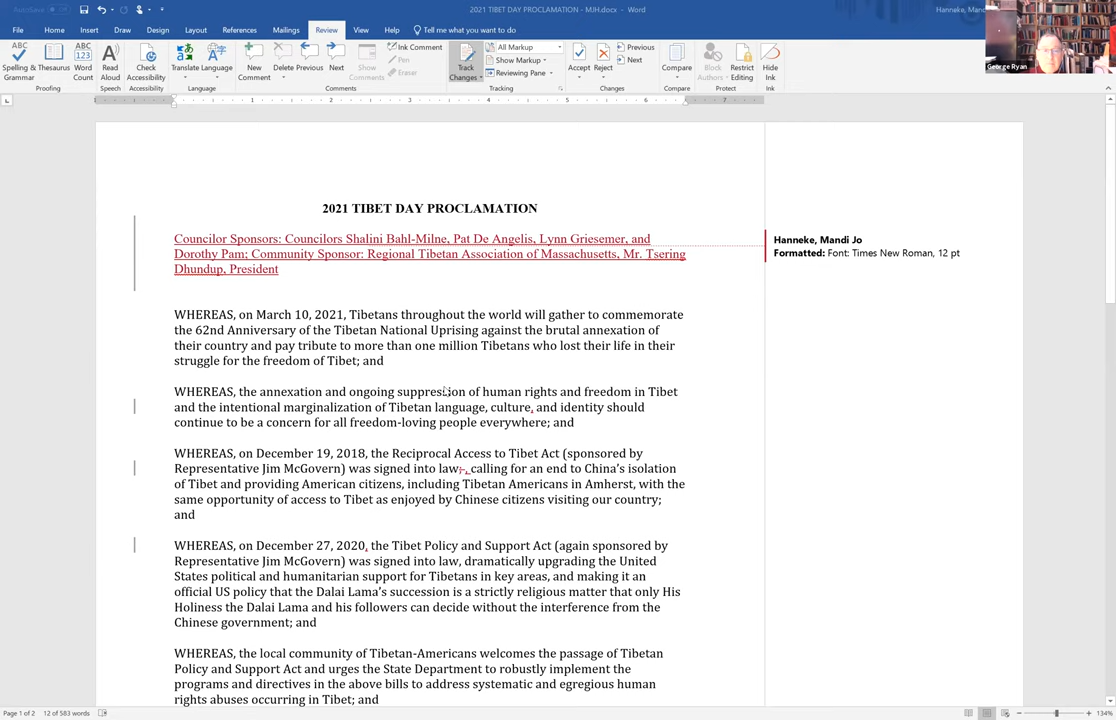 AutoSave
2021 TIBET DAY PROCLAMATION - MJH.docx - Word
Hanneke, Mandi
File Home Insert Draw Design Layout References Mailings Review View Help Tell me what you want to do
Spelling & Grammar
Thesaurus
Word Count
Read Aloud
Check Accessibility
Translate
Language
New Comment
Delete
Previous
Next
Show Comments
Ink Comment
Pen
Eraser
Track Changes
All Markup
Show Markup
Reviewing Pane
Accept
Reject
Previous
Next
Compare
Block Authors
Restrict Editing
Hide Ink
Proofing Speech Accessibility Language Comments Tracking Changes Compare Protect Ink
George Ryan
1 2 3 4 5 6 7
2021 TIBET DAY PROCLAMATION
Councilor Sponsors: Councilors Shalini Bahl-Milne, Pat De Angelis, Lynn Griesemer, and
Dorothy Pam; Community Sponsor: Regional Tibetan Association of Massachusetts, Mr. Tsering
Dhundup, President
Hanneke, Mandi Jo
Formatted: Font: Times New Roman, 12 pt
WHEREAS, on March 10, 2021, Tibetans throughout the world will gather to commemorate
the 62nd Anniversary of the Tibetan National Uprising against the brutal annexation of
their country and pay tribute to more than one million Tibetans who lost their life in their
struggle for the freedom of Tibet; and
WHEREAS, the annexation and ongoing suppression of human rights and freedom in Tibet
and the intentional marginalization of Tibetan language, culture, and identity should
continue to be a concern for all freedom-loving people everywhere; and
WHEREAS, on December 19, 2018, the Reciprocal Access to Tibet Act (sponsored by
Representative Jim McGovern) was signed into law;, calling for an end to China's isolation
of Tibet and providing American citizens, including Tibetan Americans in Amherst, with the
same opportunity of access to Tibet as enjoyed by Chinese citizens visiting our country;
and
WHEREAS, on December 27, 2020, the Tibet Policy and Support Act (again sponsored by
Representative Jim McGovern) was signed into law, dramatically upgrading the United
States political and humanitarian support for Tibetans in key areas, and making it an
official US policy that the Dalai Lama's succession is a strictly religious matter that only His
Holiness the Dalai Lama and his followers can decide without the interference from the
Chinese government; and
WHEREAS, the local community of Tibetan-Americans welcomes the passage of Tibetan
Policy and Support Act and urges the State Department to robustly implement the
programs and directives in the above bills to address systematic and egregious human
rights abuses occurring in Tibet; and
Page 1 of 2 12 of 583 words
134%